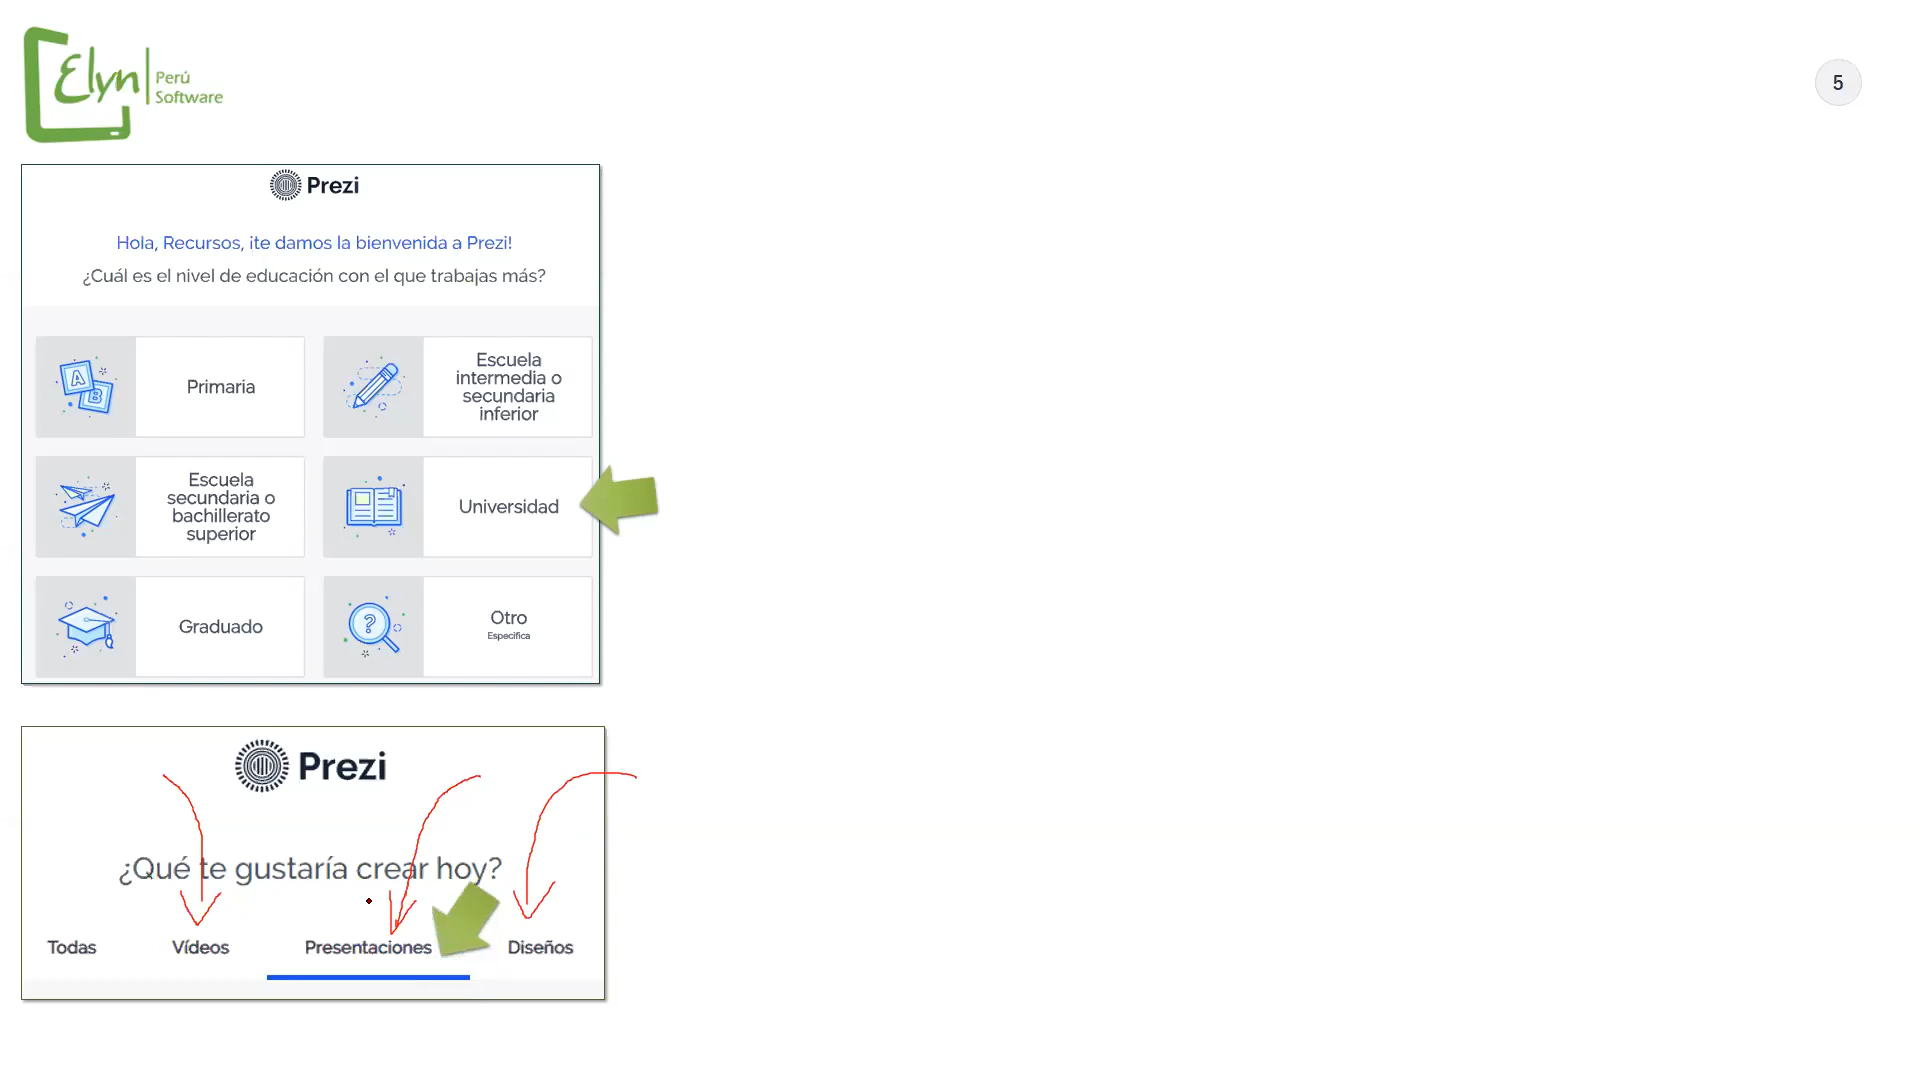 Elyn
Perú
Software
5
Prezi
Hola, Recursos, ¡te damos la bienvenida a Prezi!
¿Cuál es el nivel de educación con el que trabajas más?
A
B
Primaria
Escuela
intermedia o
secundaria
inferior
Escuela
secundaria o
bachillerato
superior
Universidad
Graduado
?
Otro
Especifica
Prezi
¿Qué te gustaría crear hoy?
Todas
Vídeos
Presentaciones
Diseños